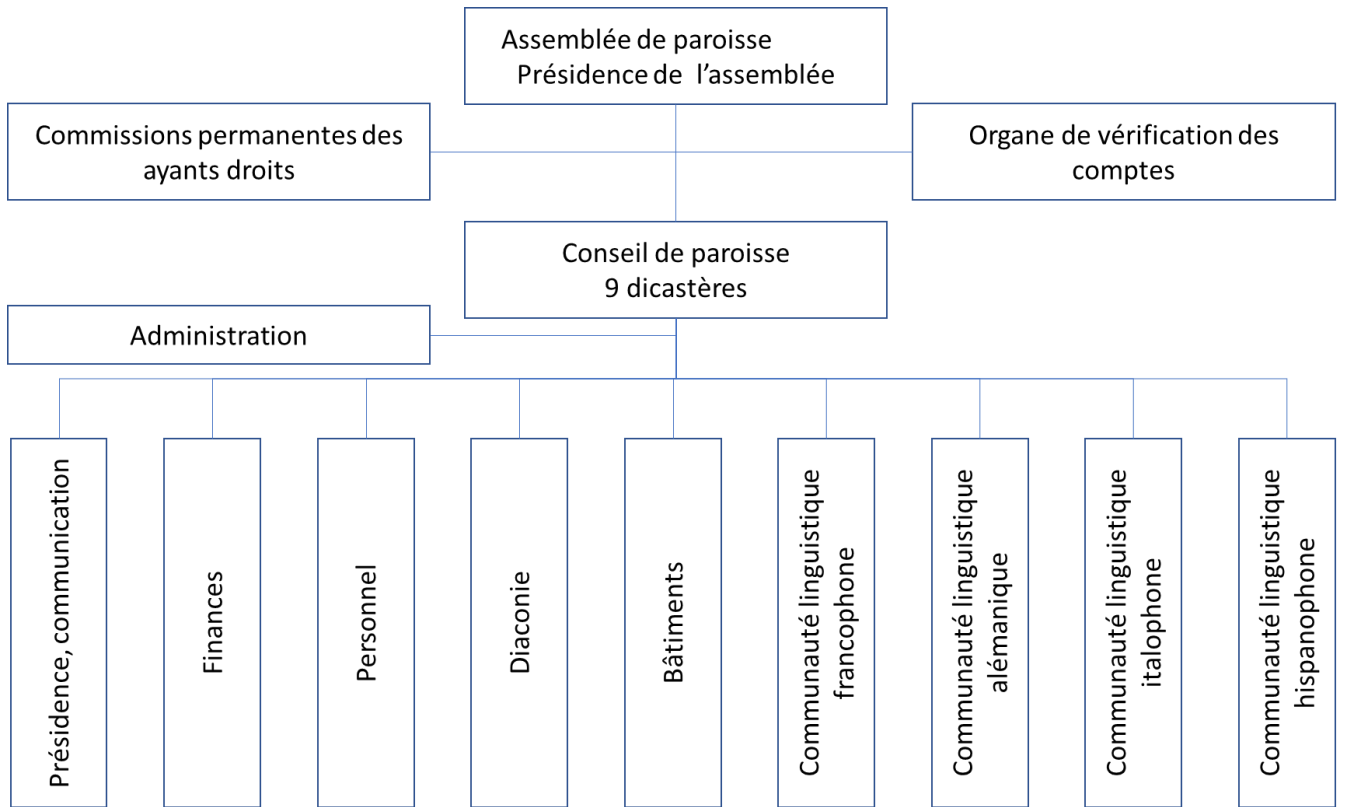 Assemblée de paroisse
Présidence de l’assemblée
Commissions permanentes des
ayants droits
Organe de vérification des
comptes
Conseil de paroisse
9 dicastères
Administration
Présidence, communication
Finances
Personnel
Diaconie
Bâtiments
Communauté linguistique
francophone
Communauté linguistique
alémanique
Communauté linguistique
italophone
Communauté linguistique
hispanophone